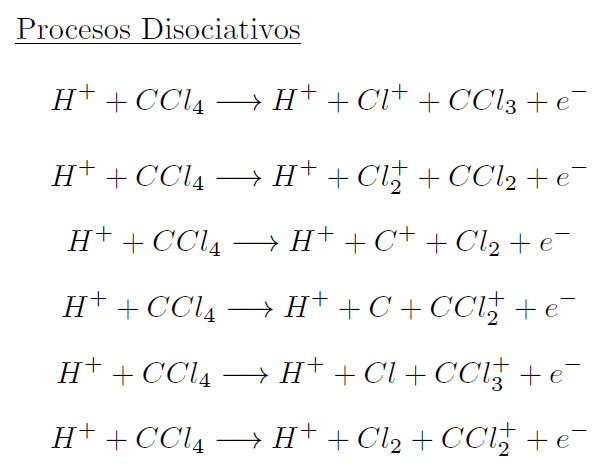 Procesos Disociativos
H⁺ + CCl₄ ⟶ H⁺ + Cl⁺ + CCl₃ + e⁻
H⁺ + CCl₄ ⟶ H⁺ + Cl₂⁺ + CCl₂ + e⁻
H⁺ + CCl₄ ⟶ H⁺ + C⁺ + Cl₂ + e⁻
H⁺ + CCl₄ ⟶ H⁺ + C + CCl₂⁺ + e⁻
H⁺ + CCl₄ ⟶ H⁺ + Cl + CCl₃⁺ + e⁻
H⁺ + CCl₄ ⟶ H⁺ + Cl₂ + CCl₂⁺ + e⁻